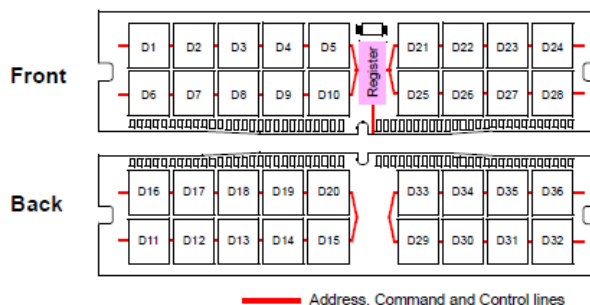 D1 D2 D3 D4 D5 D21 D22 D23 D24
Front
Register
D6 D7 D8 D9 D10 D25 D26 D27 D28
D16 D17 D18 D19 D20 D33 D34 D35 D36
Back
D11 D12 D13 D14 D15 D29 D30 D31 D32
Address, Command and Control lines